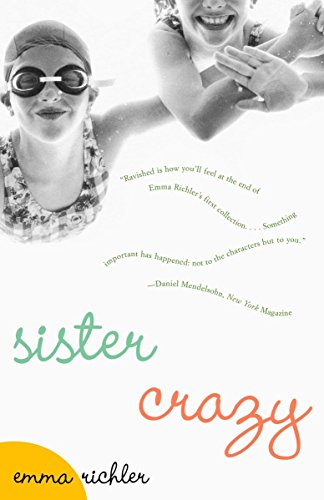 "Ravished is how you'll feel at the end of
Emma Richler's first collection. . . . Something
important has happened: not to the characters but to you."
—Daniel Mendelsohn, New York Magazine
sister
crazy
emma richler